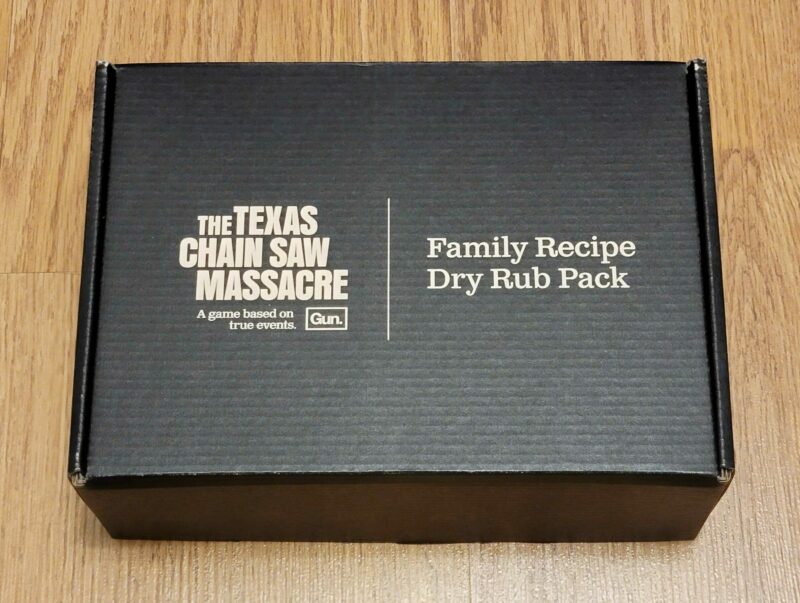 THE TEXAS
CHAIN SAW
MASSACRE
A game based on
true events.
Gun.
Family Recipe
Dry Rub Pack